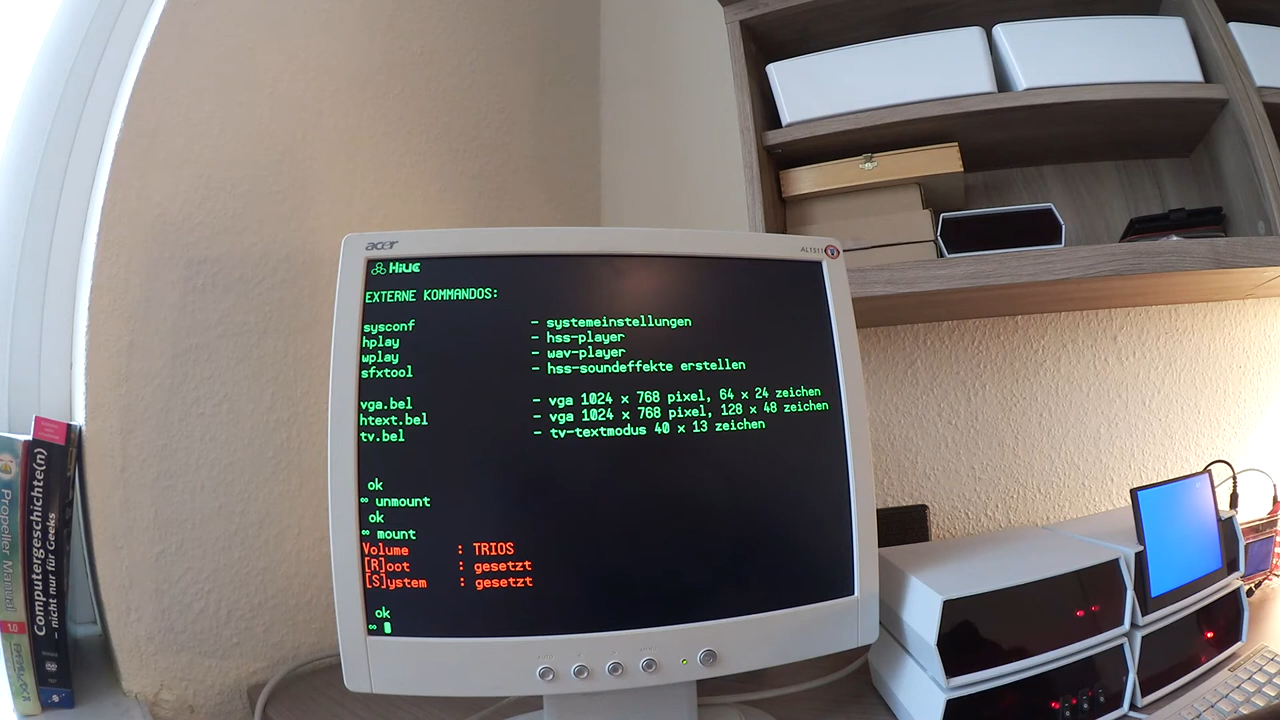 acer
AL1511
Hive
EXTERNE KOMMANDOS:
sysconf - systemeinstellungen
hplay - hss-player
wplay - wav-player
sfxtool - hss-soundeffekte erstellen
vga.bel - vga 1024 x 768 pixel, 64 x 24 zeichen
htext.bel - vga 1024 x 768 pixel, 128 x 48 zeichen
tv.bel - tv-textmodus 40 x 13 zeichen
ok
∞ unmount
ok
∞ mount
Volume : TRIOS
[R]oot : gesetzt
[S]ystem : gesetzt
ok
∞
Propeller Manual
1.0
Computergeschichte(n)
– nicht nur für Geeks